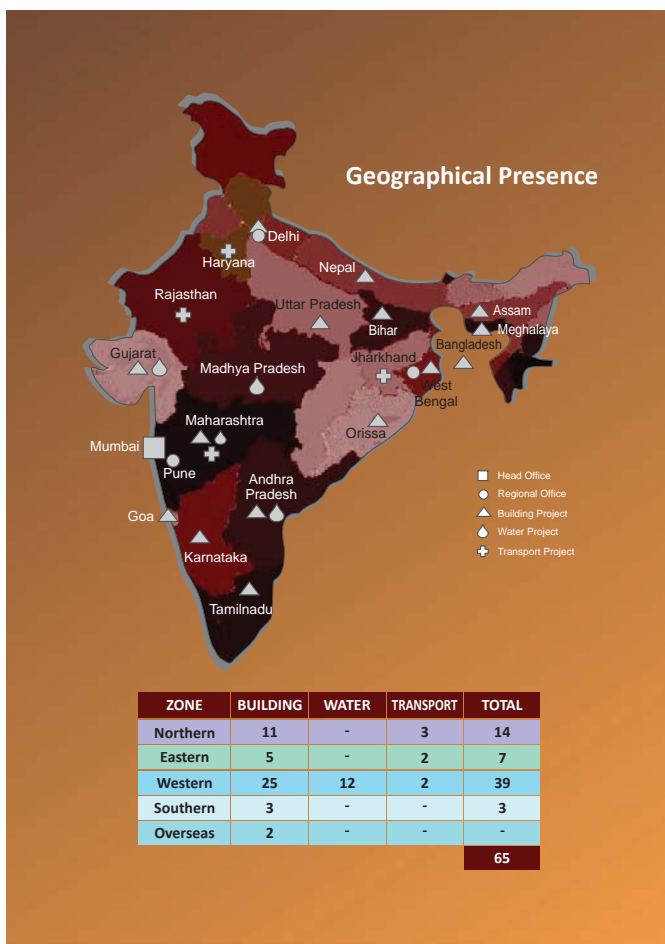 Geographical Presence
Delhi
Haryana
Nepal
Rajasthan
Uttar Pradesh
Assam
Bihar
Meghalaya
Bangladesh
Gujarat
Jharkhand
Madhya Pradesh
West
Bengal
Maharashtra
Orissa
Mumbai
Pune
Andhra
Pradesh
Goa
Karnataka
Tamilnadu
Head Office
Regional Office
Building Project
Water Project
Transport Project
ZONE BUILDING WATER TRANSPORT TOTAL
Northern 11 - 3 14
Eastern 5 - 2 7
Western 25 12 2 39
Southern 3 - - 3
Overseas 2 - - -
65